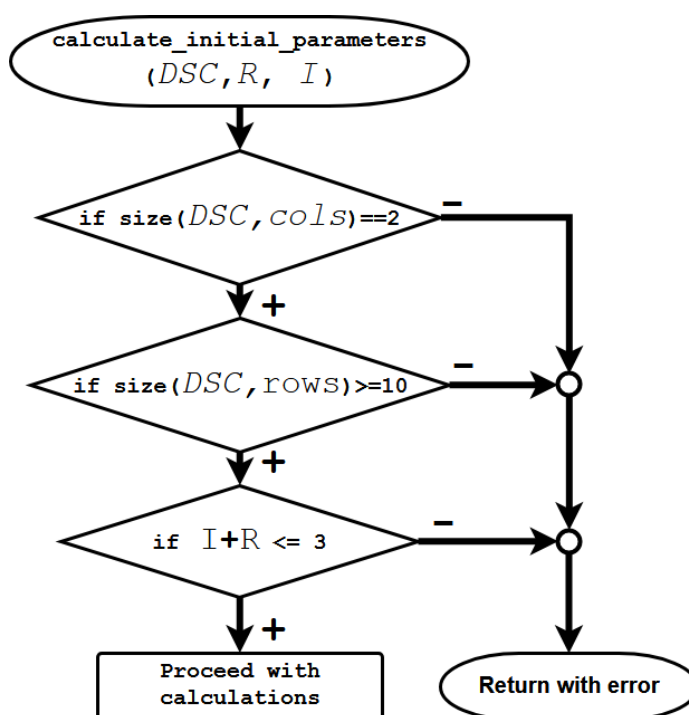 calculate_initial_parameters
(DSC,R, I)
if size(DSC,cols)==2
−
+
if size(DSC,rows)>=10
−
+
if I+R <= 3
−
+
Proceed with
calculations
Return with error